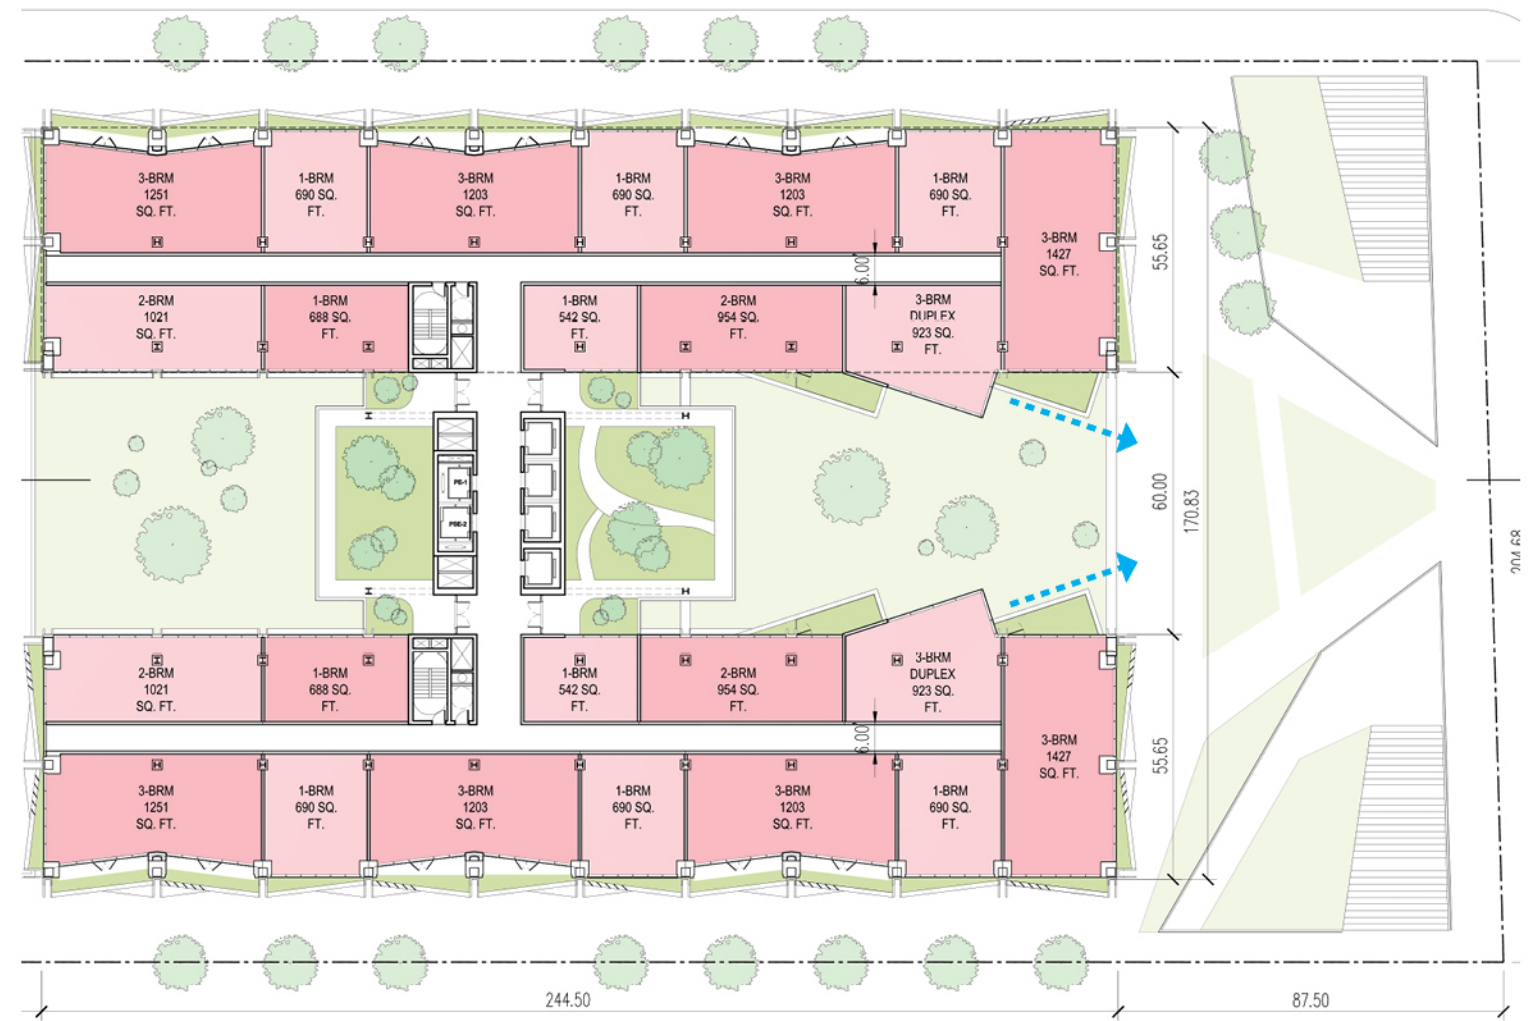 3-BRM
1251
SQ. FT.
1-BRM
690 SQ.
FT.
3-BRM
1203
SQ. FT.
1-BRM
690 SQ.
FT.
3-BRM
1203
SQ. FT.
1-BRM
690 SQ.
FT.
3-BRM
1427
SQ. FT.
55.65
6.00
2-BRM
1021
SQ. FT.
1-BRM
688 SQ.
FT.
1-BRM
542 SQ.
FT.
2-BRM
954 SQ.
FT.
3-BRM
DUPLEX
923 SQ.
FT.
PE-1
PSE-2
60.00
170.83
204.68
2-BRM
1021
SQ. FT.
1-BRM
688 SQ.
FT.
1-BRM
542 SQ.
FT.
2-BRM
954 SQ.
FT.
3-BRM
DUPLEX
923 SQ.
FT.
6.00
3-BRM
1427
SQ. FT.
55.65
3-BRM
1251
SQ. FT.
1-BRM
690 SQ.
FT.
3-BRM
1203
SQ. FT.
1-BRM
690 SQ.
FT.
3-BRM
1203
SQ. FT.
1-BRM
690 SQ.
FT.
244.50
87.50